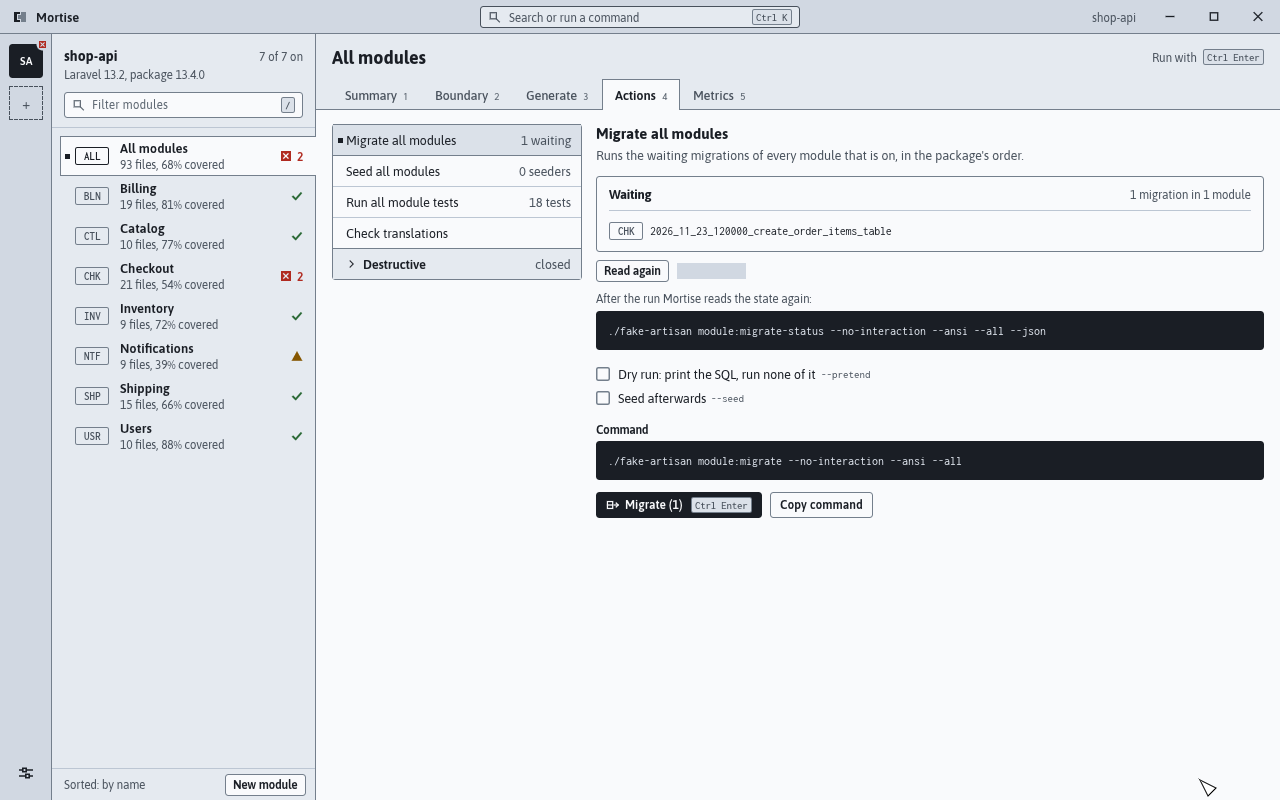 Mortise
Search or run a command
Ctrl K
shop-api
SA
+
shop-api
7 of 7 on
Laravel 13.2, package 13.4.0
Filter modules
/
ALL
All modules
93 files, 68% covered
2
BLN
Billing
19 files, 81% covered
CTL
Catalog
10 files, 77% covered
CHK
Checkout
21 files, 54% covered
2
INV
Inventory
9 files, 72% covered
NTF
Notifications
9 files, 39% covered
SHP
Shipping
15 files, 66% covered
USR
Users
10 files, 88% covered
Sorted: by name
New module
All modules
Run with
Ctrl Enter
Summary 1
Boundary 2
Generate 3
Actions 4
Metrics 5
Migrate all modules
1 waiting
Seed all modules
0 seeders
Run all module tests
18 tests
Check translations
Destructive
closed
Migrate all modules
Runs the waiting migrations of every module that is on, in the package's order.
Waiting
1 migration in 1 module
CHK
2026_11_23_120000_create_order_items_table
Read again
After the run Mortise reads the state again:
./fake-artisan module:migrate-status --no-interaction --ansi --all --json
Dry run: print the SQL, run none of it --pretend
Seed afterwards --seed
Command
./fake-artisan module:migrate --no-interaction --ansi --all
Migrate (1)
Ctrl Enter
Copy command